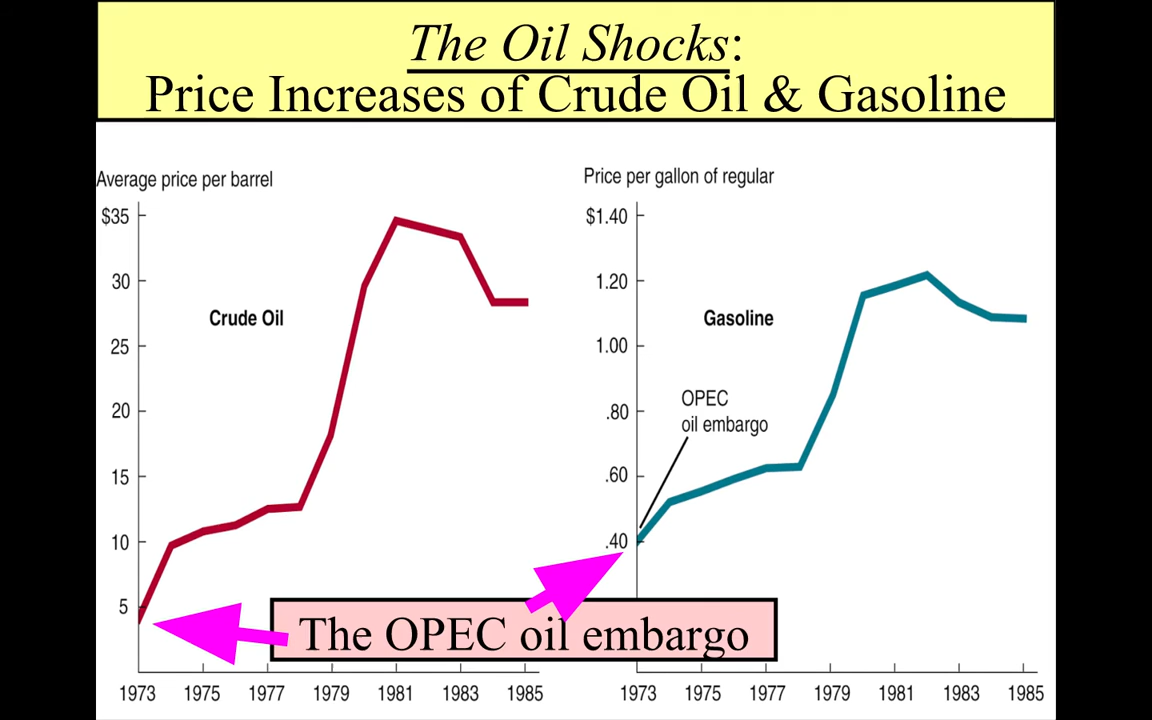 The Oil Shocks:
Price Increases of Crude Oil & Gasoline
Average price per barrel
$35
30
25
20
15
10
5
Crude Oil
1973 1975 1977 1979 1981 1983 1985
Price per gallon of regular
$1.40
1.20
1.00
.80
.60
.40
Gasoline
OPEC
oil embargo
1973 1975 1977 1979 1981 1983 1985
The OPEC oil embargo